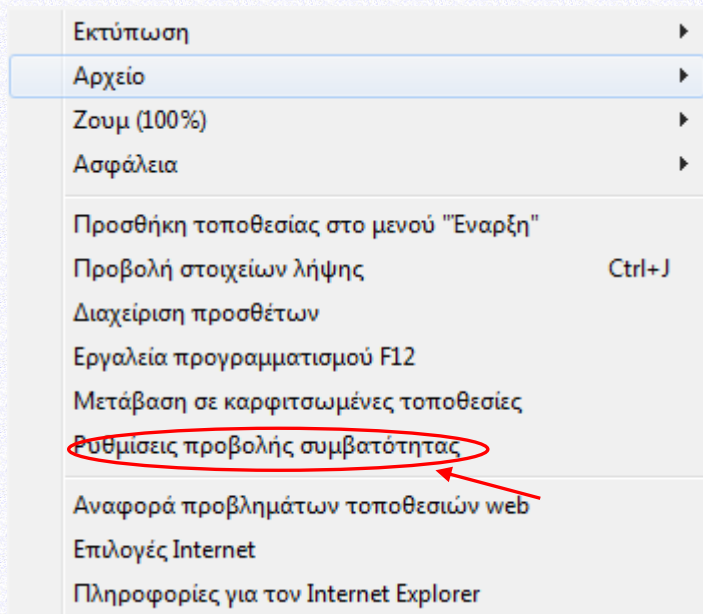 Εκτύπωση
Αρχείο
Ζουμ (100%)
Ασφάλεια
Προσθήκη τοποθεσίας στο μενού "Έναρξη"
Προβολή στοιχείων λήψης Ctrl+J
Διαχείριση προσθέτων
Εργαλεία προγραμματισμού F12
Μετάβαση σε καρφιτσωμένες τοποθεσίες
Ρυθμίσεις προβολής συμβατότητας
Αναφορά προβλημάτων τοποθεσιών web
Επιλογές Internet
Πληροφορίες για τον Internet Explorer